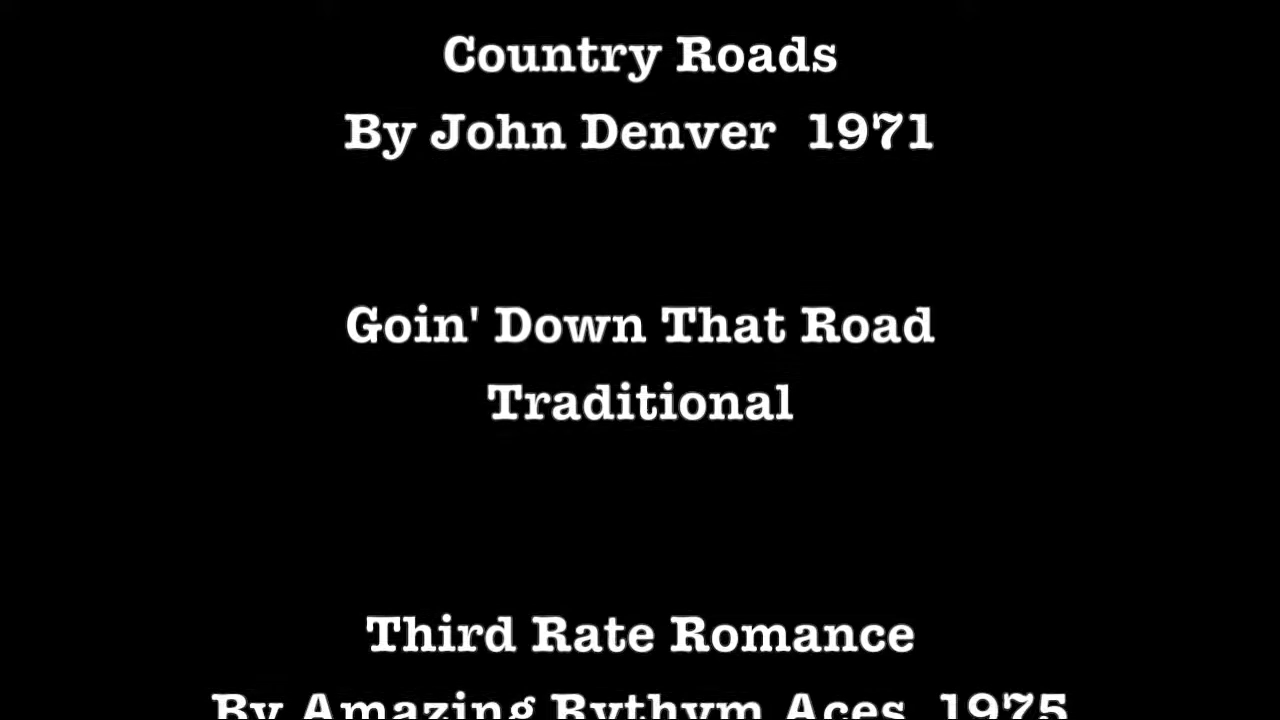 Country Roads
By John Denver  1971
Goin' Down That Road
Traditional
Third Rate Romance
By Amazing Rythym Aces  1975